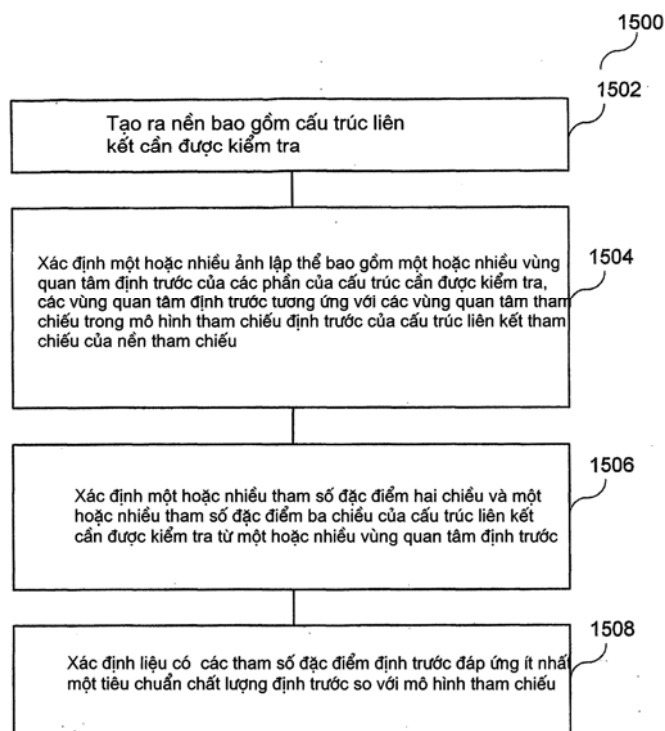 1500
1502
Tạo ra nền bao gồm cấu trúc liên
kết cần được kiểm tra
1504
Xác định một hoặc nhiều ảnh lập thể bao gồm một hoặc nhiều vùng
quan tâm định trước của các phần của cấu trúc cần được kiểm tra,
các vùng quan tâm định trước tương ứng với các vùng quan tâm tham
chiếu trong mô hình tham chiếu định trước của cấu trúc liên kết tham
chiếu của nền tham chiếu
1506
Xác định một hoặc nhiều tham số đặc điểm hai chiều và một
hoặc nhiều tham số đặc điểm ba chiều của cấu trúc liên kết
cần được kiểm tra từ một hoặc nhiều vùng quan tâm định trước
1508
Xác định liệu có các tham số đặc điểm định trước đáp ứng ít nhất
một tiêu chuẩn chất lượng định trước so với mô hình tham chiếu